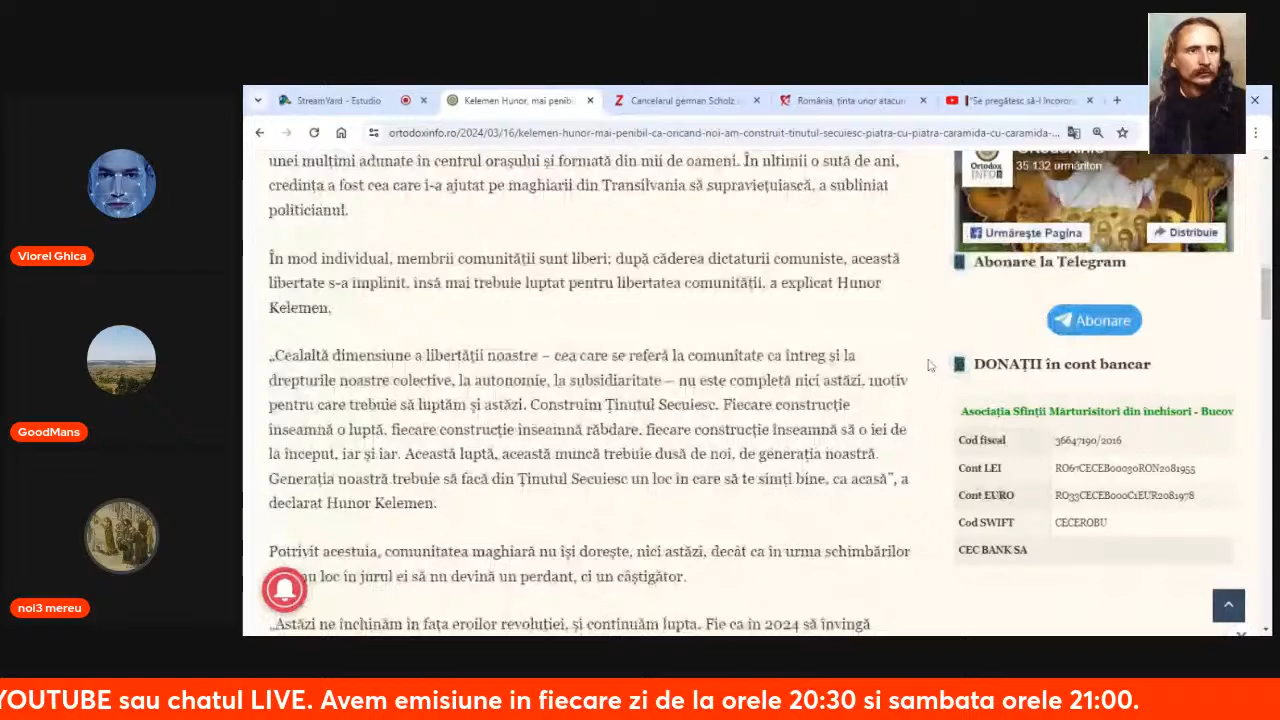 StreamYard - Estudio
Kelemen Hunor, mai penibi
Cancelarul german Scholz
România, ținta unor atacur
"Se pregătesc să-l încoron
ortodoxinfo.ro/2024/03/16/kelemen-hunor-mai-penibil-ca-oricand-noi-am-construit-tinutul-secuiesc-piatra-cu-piatra-caramida-cu-caramida-...
unei mulțimi adunate în centrul orașului și formată din mii de oameni. În ultimii o sută de ani,
credința a fost cea care i-a ajutat pe maghiarii din Transilvania să supraviețuiască, a subliniat
politicianul.
În mod individual, membrii comunității sunt liberi; după căderea dictaturii comuniste, această
libertate s-a împlinit, însă mai trebuie luptat pentru libertatea comunității, a explicat Hunor
Kelemen.
„Cealaltă dimensiune a libertății noastre – cea care se referă la comunitate ca întreg și la
drepturile noastre colective, la autonomie, la subsidiaritate – nu este completă nici astăzi, motiv
pentru care trebuie să luptăm și astăzi. Construim Ținutul Secuiesc. Fiecare construcție
înseamnă o luptă, fiecare construcție înseamnă răbdare, fiecare construcție înseamnă să o iei de
la început, iar și iar. Această luptă, această muncă trebuie dusă de noi, de generația noastră.
Generația noastră trebuie să facă din Ținutul Secuiesc un loc în care să te simți bine, ca acasă”, a
declarat Hunor Kelemen.
Potrivit acestuia, comunitatea maghiară nu își dorește, nici astăzi, decât ca în urma schimbărilor
loc în jurul ei să nu devină un perdant, ci un câștigător.
„Astăzi ne închinăm în fața eroilor revoluției, și continuăm lupta. Fie ca în 2024 să învingă
Ortodox
INFO
35 132 urmăritori
Urmărește Pagina
Distribuie
Abonare la Telegram
Abonare
DONAȚII în cont bancar
Asociația Sfinții Mărturisitori din închisori - Bucov
Cod fiscal 36647190/2016
Cont LEI RO67CECEB00030RON2081955
Cont EURO RO33CECEB000C1EUR2081978
Cod SWIFT CECEROBU
CEC BANK SA
Viorel Ghica
GoodMans
noi3 mereu
YOUTUBE sau chatul LIVE. Avem emisiune in fiecare zi de la orele 20:30 si sambata orele 21:00.